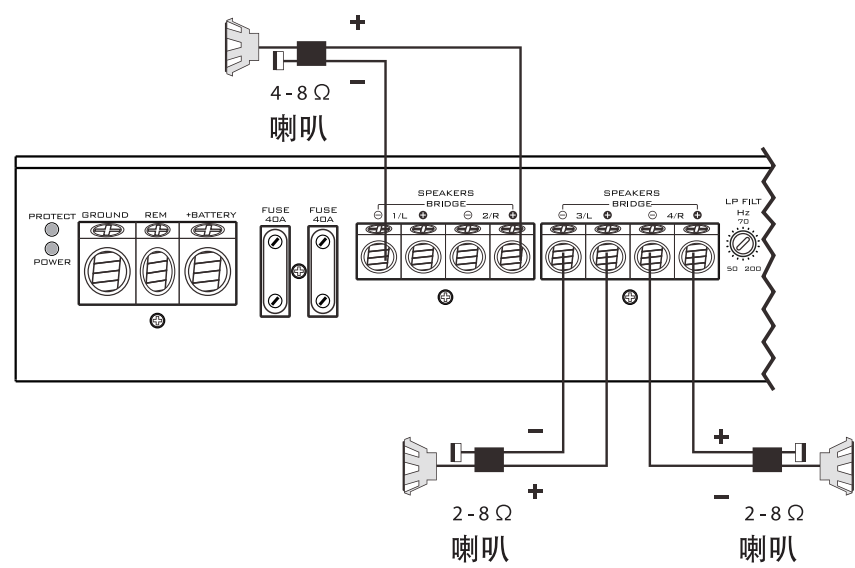 +
−
4-8 Ω
喇叭
PROTECT
POWER
GROUND REM +BATTERY
FUSE
40A
FUSE
40A
SPEAKERS
BRIDGE
⊖ 1/L ⊕ ⊖ 2/R ⊕
SPEAKERS
BRIDGE
⊖ 3/L ⊕ ⊖ 4/R ⊕
LP FILT
Hz
70
50 200
−
+
2-8 Ω
喇叭
+
−
2-8 Ω
喇叭